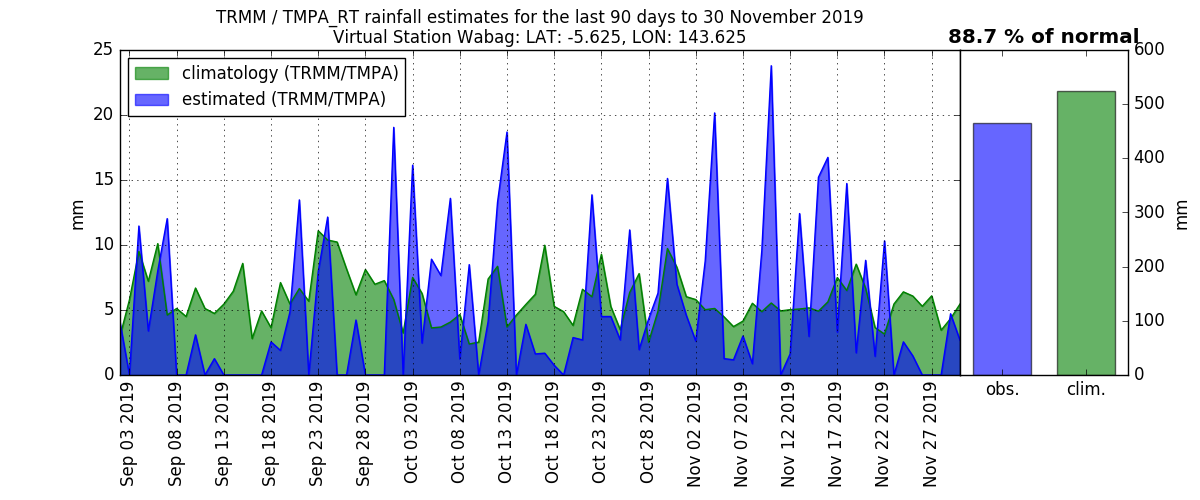 TRMM / TMPA_RT rainfall estimates for the last 90 days to 30 November 2019
Virtual Station Wabag: LAT: -5.625, LON: 143.625
88.7 % of normal
climatology (TRMM/TMPA)
estimated (TRMM/TMPA)
25
20
15
10
5
0
mm
Sep 03 2019
Sep 08 2019
Sep 13 2019
Sep 18 2019
Sep 23 2019
Sep 28 2019
Oct 03 2019
Oct 08 2019
Oct 13 2019
Oct 18 2019
Oct 23 2019
Oct 28 2019
Nov 02 2019
Nov 07 2019
Nov 12 2019
Nov 17 2019
Nov 22 2019
Nov 27 2019
obs.
clim.
600
500
400
300
200
100
0
mm